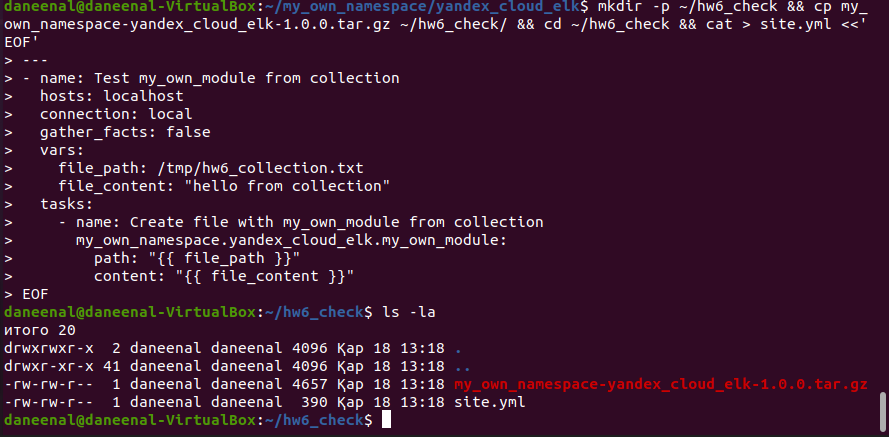 daneenal@daneenal-VirtualBox:~/my_own_namespace/yandex_cloud_elk$ mkdir -p ~/hw6_check && cp my_
own_namespace-yandex_cloud_elk-1.0.0.tar.gz ~/hw6_check/ && cd ~/hw6_check && cat > site.yml <<'
EOF'
> ---
> - name: Test my_own_module from collection
>   hosts: localhost
>   connection: local
>   gather_facts: false
>   vars:
>     file_path: /tmp/hw6_collection.txt
>     file_content: "hello from collection"
>   tasks:
>     - name: Create file with my_own_module from collection
>       my_own_namespace.yandex_cloud_elk.my_own_module:
>         path: "{{ file_path }}"
>         content: "{{ file_content }}"
> EOF
daneenal@daneenal-VirtualBox:~/hw6_check$ ls -la
итого 20
drwxrwxr-x  2 daneenal daneenal 4096 Қар 18 13:18 .
drwxr-xr-x 41 daneenal daneenal 4096 Қар 18 13:18 ..
-rw-rw-r--  1 daneenal daneenal 4657 Қар 18 13:18 my_own_namespace-yandex_cloud_elk-1.0.0.tar.gz
-rw-rw-r--  1 daneenal daneenal  390 Қар 18 13:18 site.yml
daneenal@daneenal-VirtualBox:~/hw6_check$